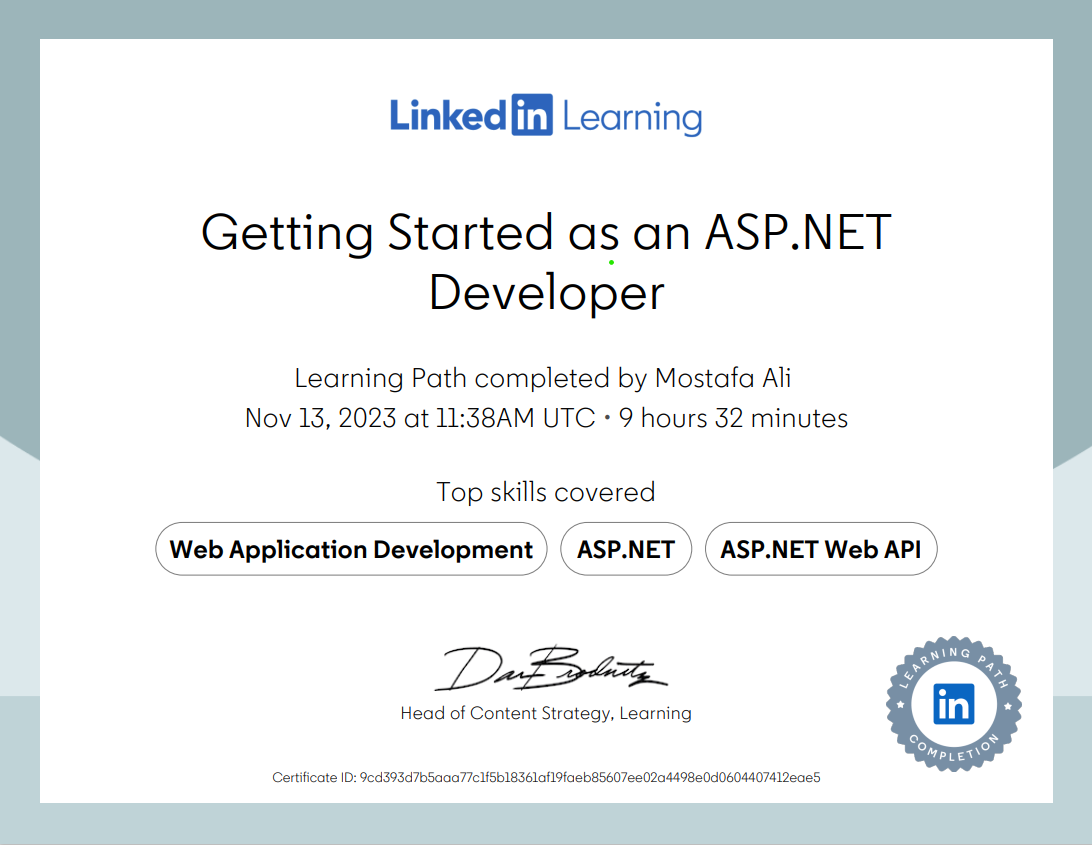 Linked in Learning
Getting Started as an ASP.NET
Developer
Learning Path completed by Mostafa Ali
Nov 13, 2023 at 11:38AM UTC • 9 hours 32 minutes
Top skills covered
Web Application Development ASP.NET ASP.NET Web API
Dan Brodnitz
Head of Content Strategy, Learning
LEARNING PATH
in
COMPLETION
Certificate ID: 9cd393d7b5aaa77c1f5b18361af19faeb85607ee02a4498e0d0604407412eae5